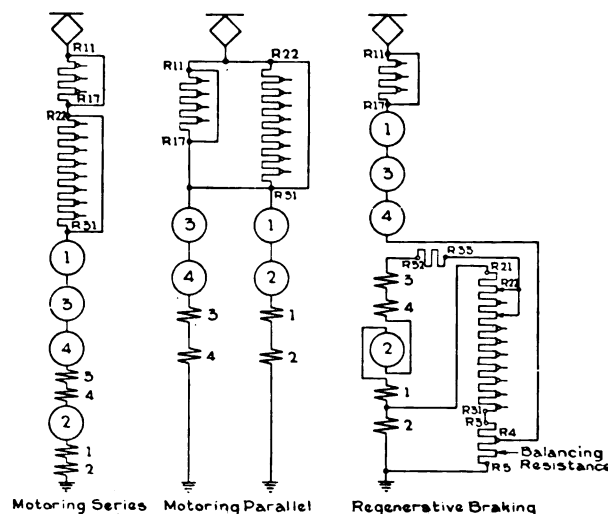 R11
R17
R22
R31
1
3
4
3
4
2
1
2
Motoring Series
R11
R22
R17
R31
3
1
4
2
3
1
4
2
Motoring Parallel
R11
R17
1
3
4
R33
R32
R21
R22
3
4
2
1
R31
R3
R4
2
Balancing
Resistance
R5
Regenerative Braking